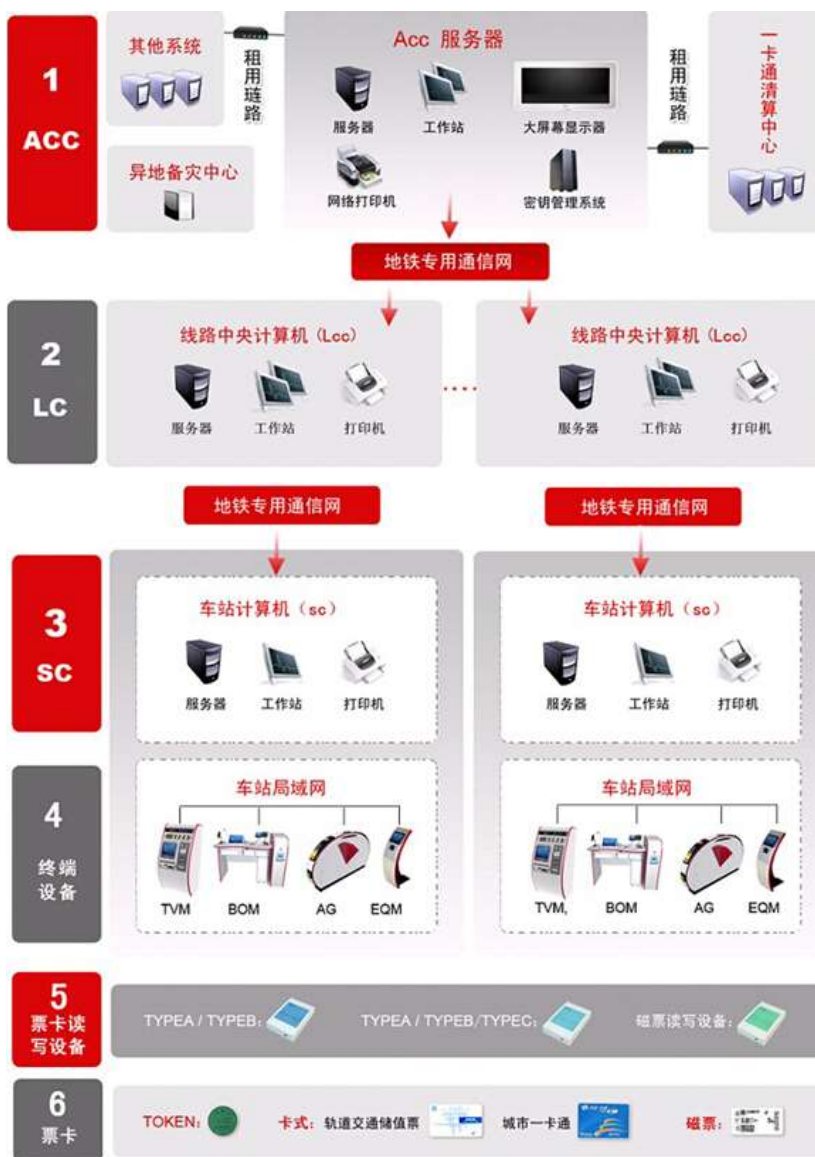 1
ACC
其他系统
租用琏路
Acc 服务器
服务器
工作站
大屏幕显示器
网络打印机
密钥管理系统
租用琏路
一卡通清算中心
异地备灾中心
地铁专用通信网
2
LC
线路中央计算机 (Lcc)
服务器
工作站
打印机
线路中央计算机 (Lcc)
服务器
工作站
打印机
地铁专用通信网
地铁专用通信网
3
SC
车站计算机（sc）
服务器
工作站
打印机
车站计算机（sc）
服务器
工作站
打印机
4
终端
设备
车站局域网
TVM
BOM
AG
EQM
车站局域网
TVM,
BOM
AG
EQM
5
票卡读
写设备
TYPEA / TYPEB：
TYPEA / TYPEB/TYPEC：
磁票读写设备：
6
票卡
TOKEN：
卡式：轨道交通储值票
城市一卡通
磁票：